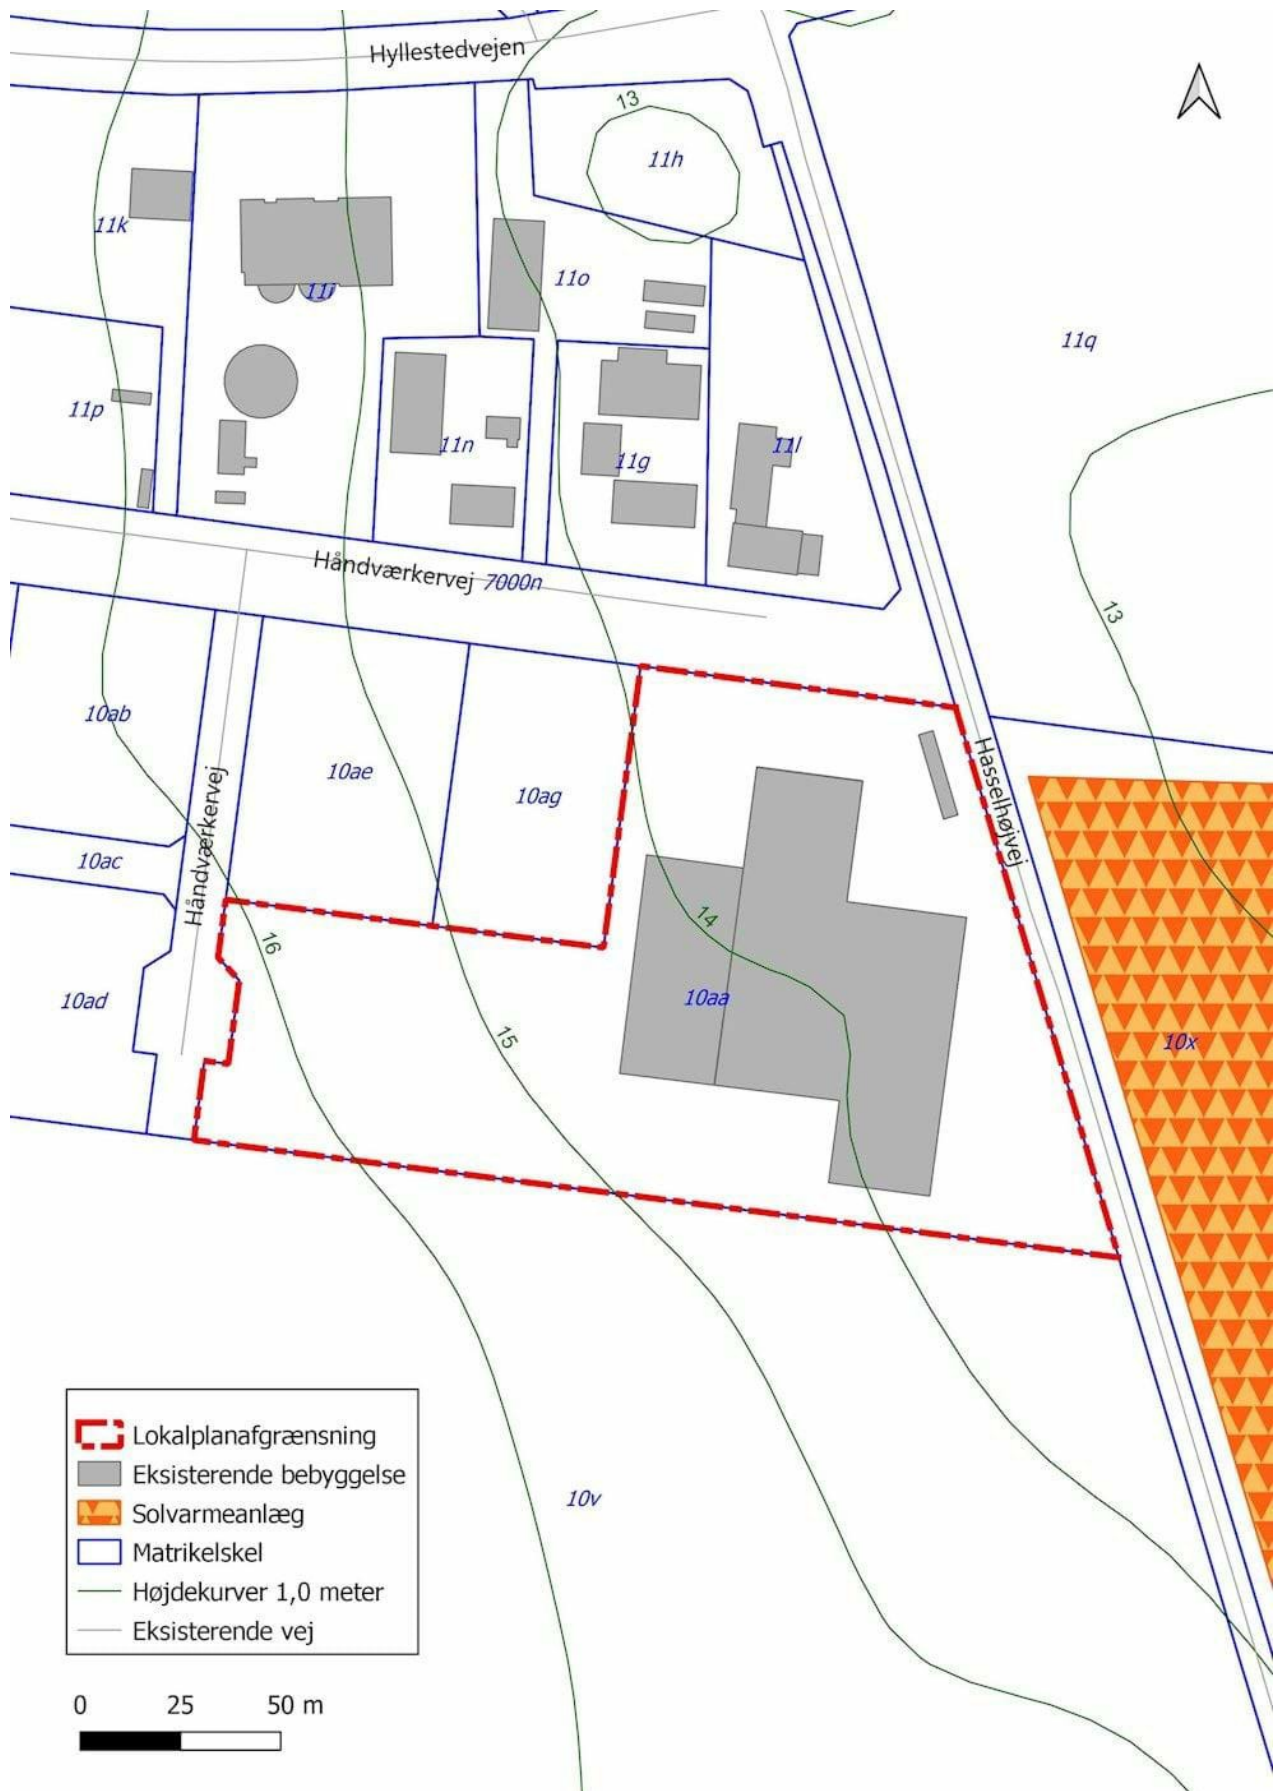 Hyllestedvejen
13
11h
11k
11o
11i
11q
11p
11n
11g
11l
Håndværkervej
7000n
13
10ab
10ae
10ag
Hasselhøjvej
Håndværkervej
10ac
14
16
10ad
10aa
15
10x
Lokalplanafgrænsning
Eksisterende bebyggelse
Solvarmeanlæg
Matrikelskel
Højdekurver 1,0 meter
Eksisterende vej
10v
0 25 50 m